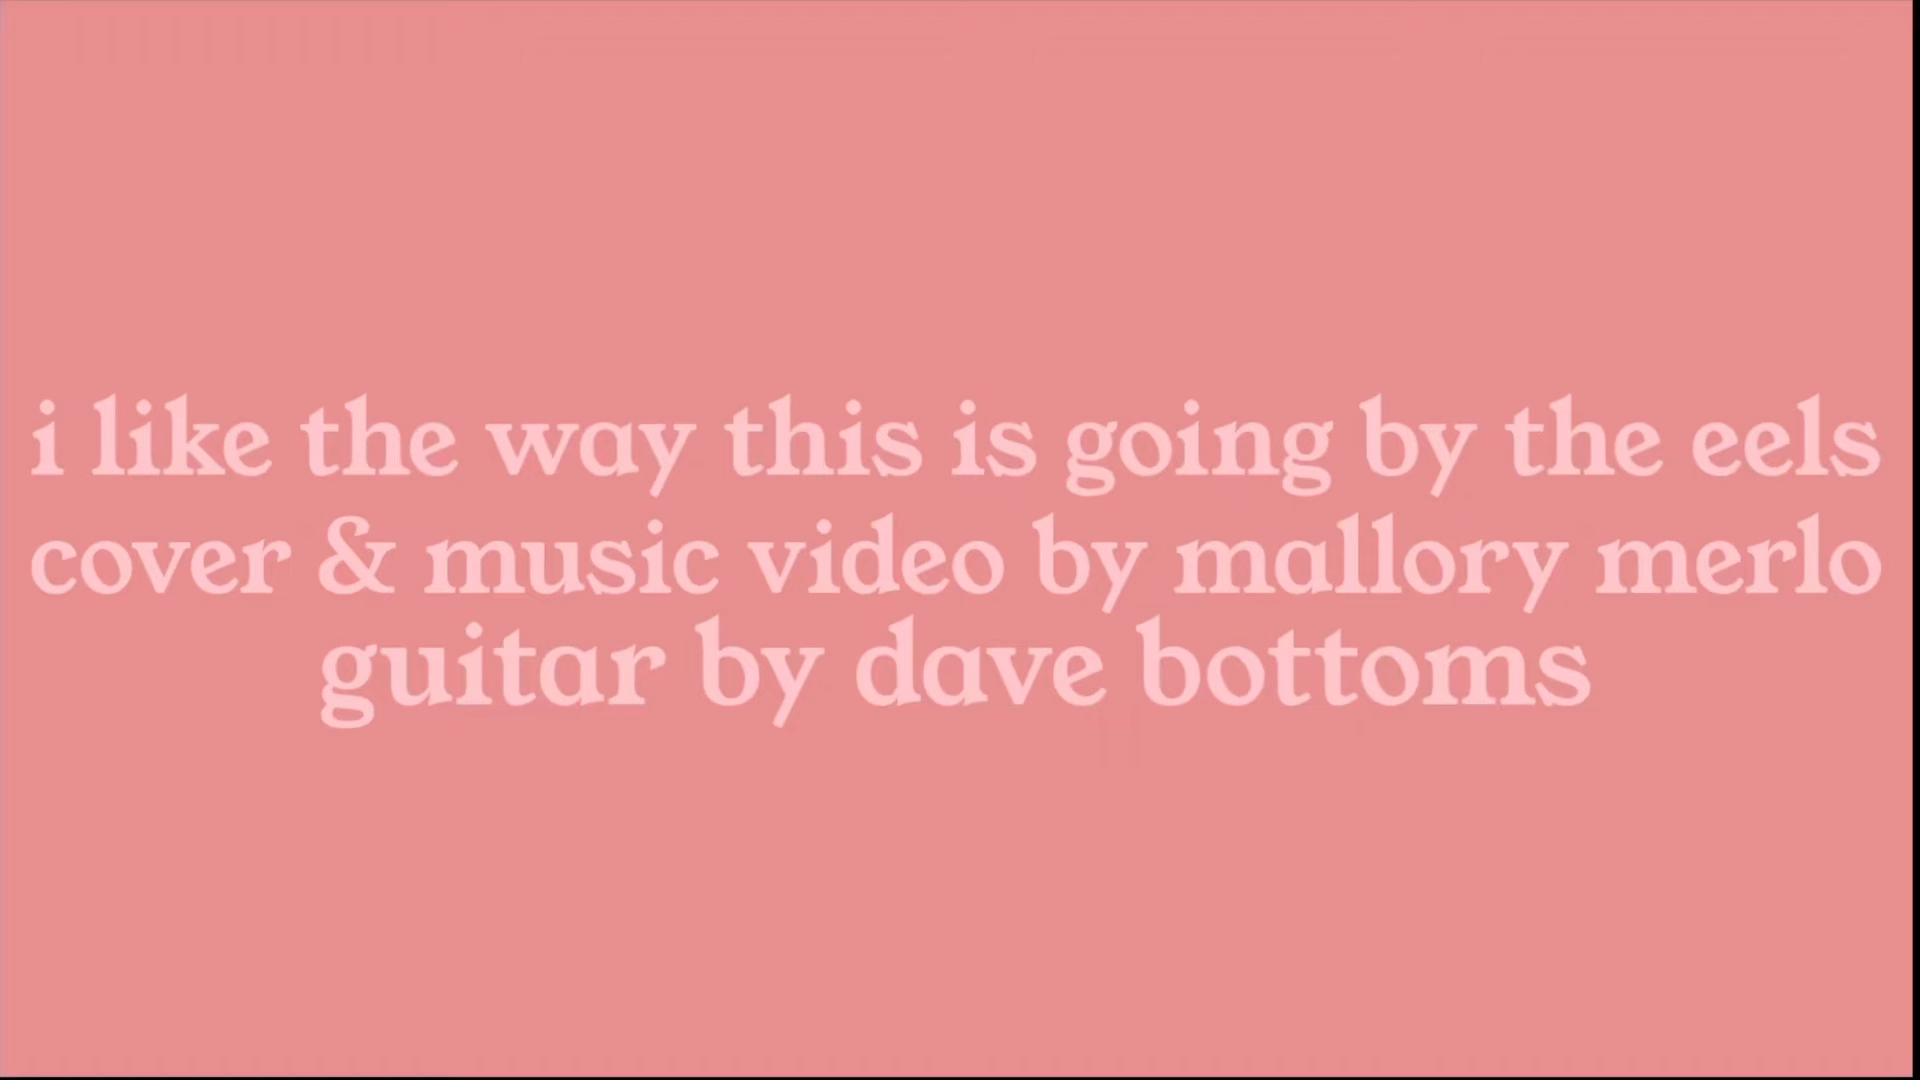 i like the way this is going by the eels
cover & music video by mallory merlo
guitar by dave bottoms